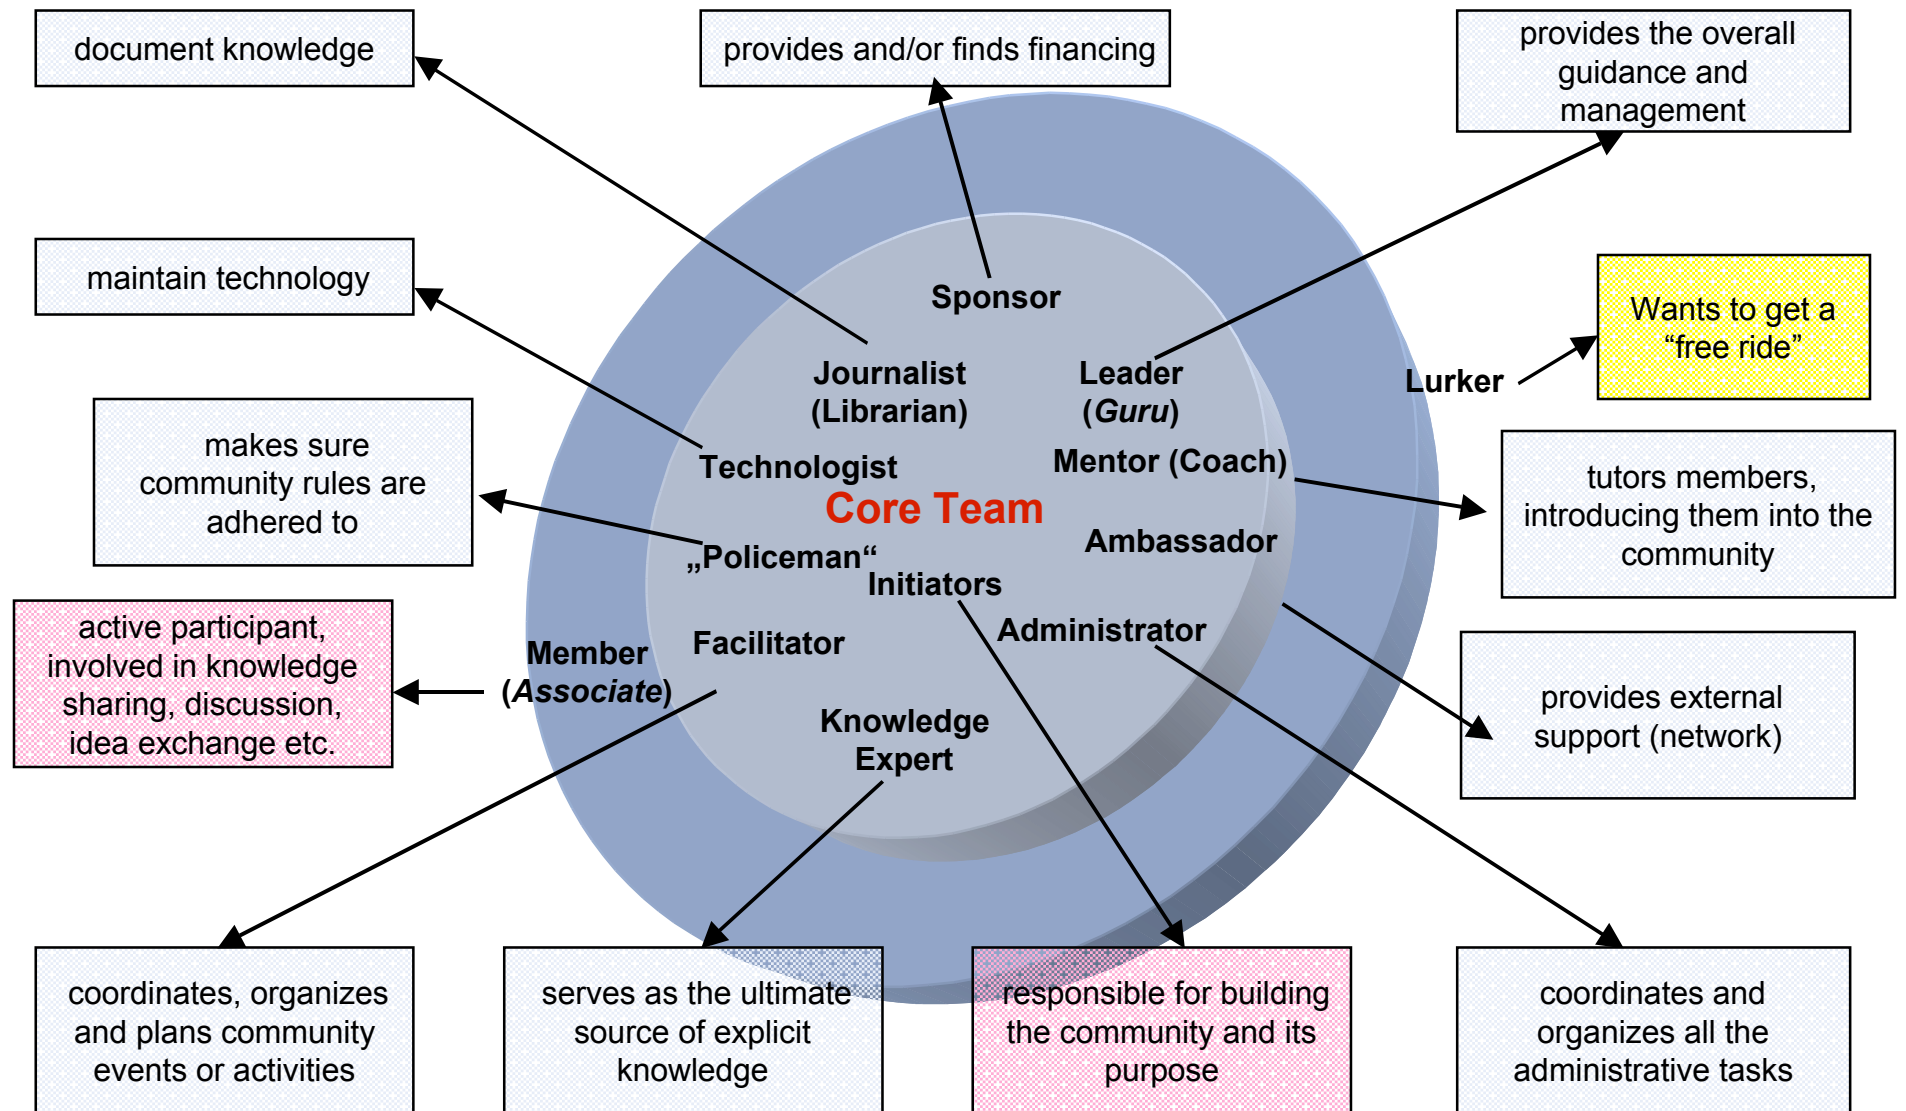 document knowledge
provides and/or finds financing
provides the overall
guidance and
management
maintain technology
Sponsor
Wants to get a
“free ride”
Journalist
(Librarian)
Leader
(Guru)
Lurker
makes sure
community rules are
adhered to
Technologist
Mentor (Coach)
Core Team
tutors members,
introducing them into the
community
„Policeman“
Ambassador
Initiators
active participant,
involved in knowledge
sharing, discussion,
idea exchange etc.
Member
(Associate)
Facilitator
Administrator
provides external
support (network)
Knowledge
Expert
coordinates, organizes
and plans community
events or activities
serves as the ultimate
source of explicit
knowledge
responsible for building
the community and its
purpose
coordinates and
organizes all the
administrative tasks